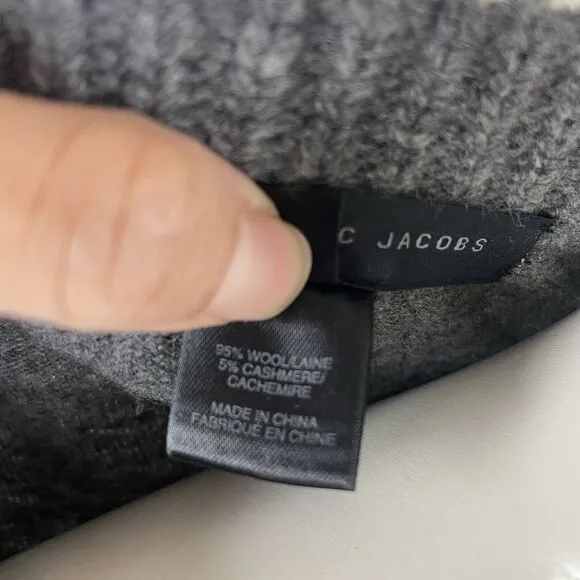 C JACOBS
95% WOOL/LAINE
5% CASHMERE/
CACHEMIRE
MADE IN CHINA
FABRIQUÉ EN CHINE